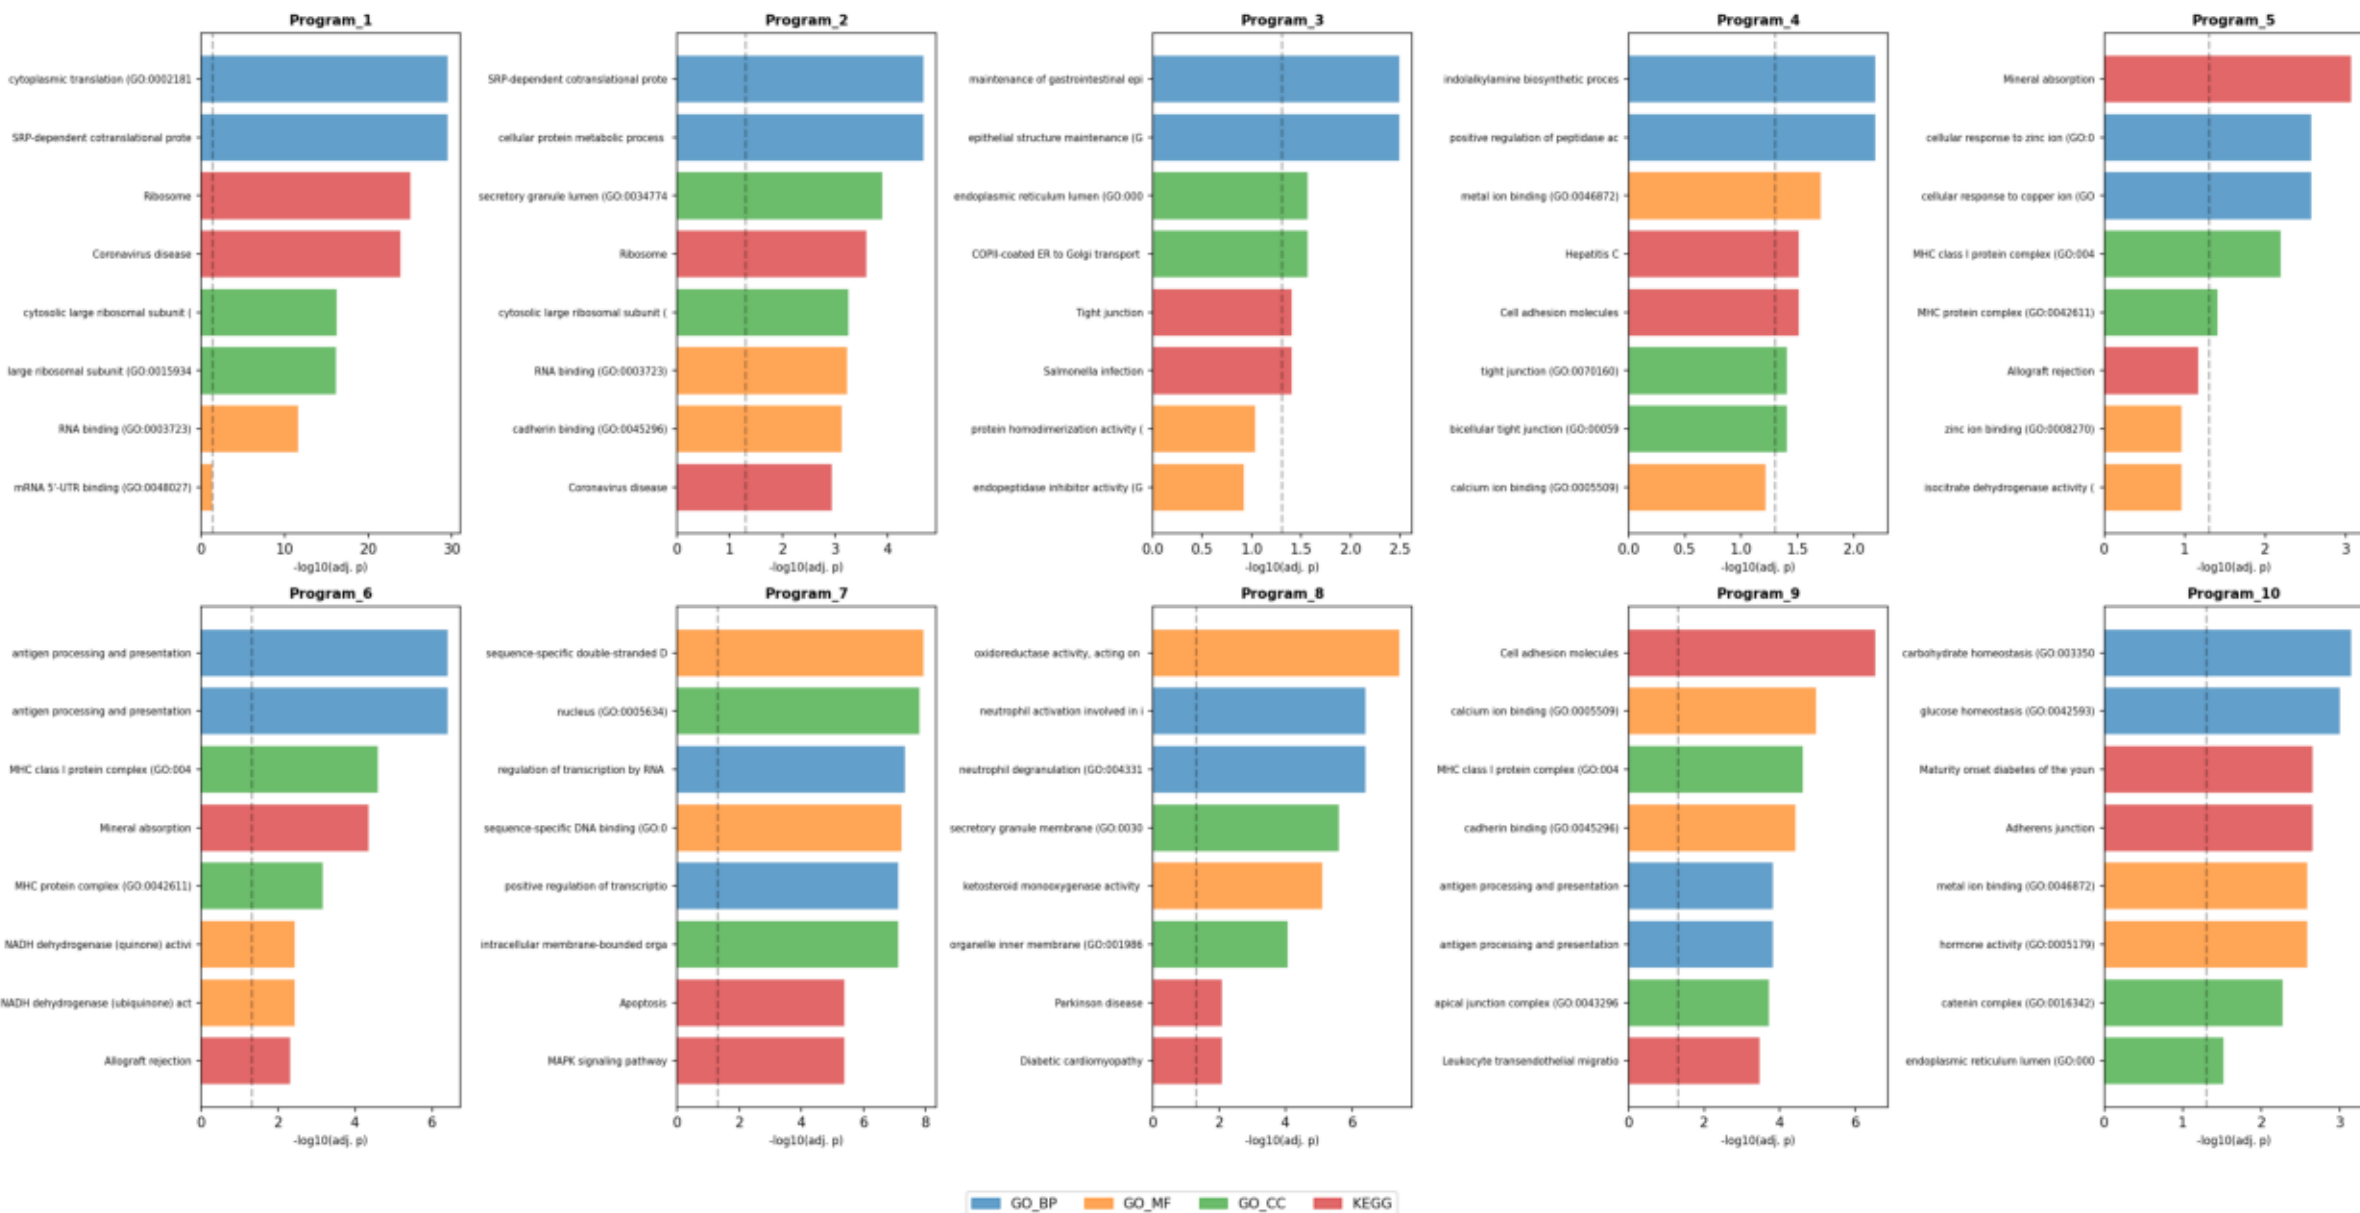 Program_1
cytoplasmic translation (GO:0002181
SRP-dependent cotranslational prote
Ribosome
Coronavirus disease
cytosolic large ribosomal subunit (
large ribosomal subunit (GO:0015934
RNA binding (GO:0003723)
mRNA 5'-UTR binding (GO:0048027)
0 10 20 30
-log10(adj. p)
Program_2
SRP-dependent cotranslational prote
cellular protein metabolic process
secretory granule lumen (GO:0034774
Ribosome
cytosolic large ribosomal subunit (
RNA binding (GO:0003723)
cadherin binding (GO:0045296)
Coronavirus disease
0 1 2 3 4
-log10(adj. p)
Program_3
maintenance of gastrointestinal epi
epithelial structure maintenance (G
endoplasmic reticulum lumen (GO:000
COPII-coated ER to Golgi transport
Tight junction
Salmonella infection
protein homodimerization activity (
endopeptidase inhibitor activity (G
0.0 0.5 1.0 1.5 2.0 2.5
-log10(adj. p)
Program_4
indolalkylamine biosynthetic proces
positive regulation of peptidase ac
metal ion binding (GO:0046872)
Hepatitis C
Cell adhesion molecules
tight junction (GO:0070160)
bicellular tight junction (GO:00059
calcium ion binding (GO:0005509)
0.0 0.5 1.0 1.5 2.0
-log10(adj. p)
Program_5
Mineral absorption
cellular response to zinc ion (GO:0
cellular response to copper ion (GO
MHC class I protein complex (GO:004
MHC protein complex (GO:0042611)
Allograft rejection
zinc ion binding (GO:0008270)
isocitrate dehydrogenase activity (
0 1 2 3
-log10(adj. p)
Program_6
antigen processing and presentation
antigen processing and presentation
MHC class I protein complex (GO:004
Mineral absorption
MHC protein complex (GO:0042611)
NADH dehydrogenase (quinone) activi
NADH dehydrogenase (ubiquinone) act
Allograft rejection
0 2 4 6
-log10(adj. p)
Program_7
sequence-specific double-stranded D
nucleus (GO:0005634)
regulation of transcription by RNA
sequence-specific DNA binding (GO:0
positive regulation of transcriptio
intracellular membrane-bounded orga
Apoptosis
MAPK signaling pathway
0 2 4 6 8
-log10(adj. p)
Program_8
oxidoreductase activity, acting on
neutrophil activation involved in i
neutrophil degranulation (GO:004331
secretory granule membrane (GO:0030
ketosteroid monooxygenase activity
organelle inner membrane (GO:001986
Parkinson disease
Diabetic cardiomyopathy
0 2 4 6
-log10(adj. p)
Program_9
Cell adhesion molecules
calcium ion binding (GO:0005509)
MHC class I protein complex (GO:004
cadherin binding (GO:0045296)
antigen processing and presentation
antigen processing and presentation
apical junction complex (GO:0043296
Leukocyte transendothelial migratio
0 2 4 6
-log10(adj. p)
Program_10
carbohydrate homeostasis (GO:003350
glucose homeostasis (GO:0042593)
Maturity onset diabetes of the youn
Adherens junction
metal ion binding (GO:0046872)
hormone activity (GO:0005179)
catenin complex (GO:0016342)
endoplasmic reticulum lumen (GO:000
0 1 2 3
-log10(adj. p)
GO_BP GO_MF GO_CC KEGG